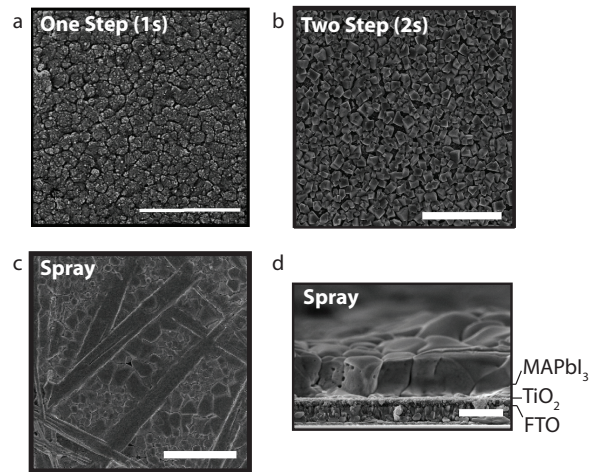 a
One Step (1s)
b
Two Step (2s)
c
Spray
d
Spray
MAPbI₃
TiO₂
FTO